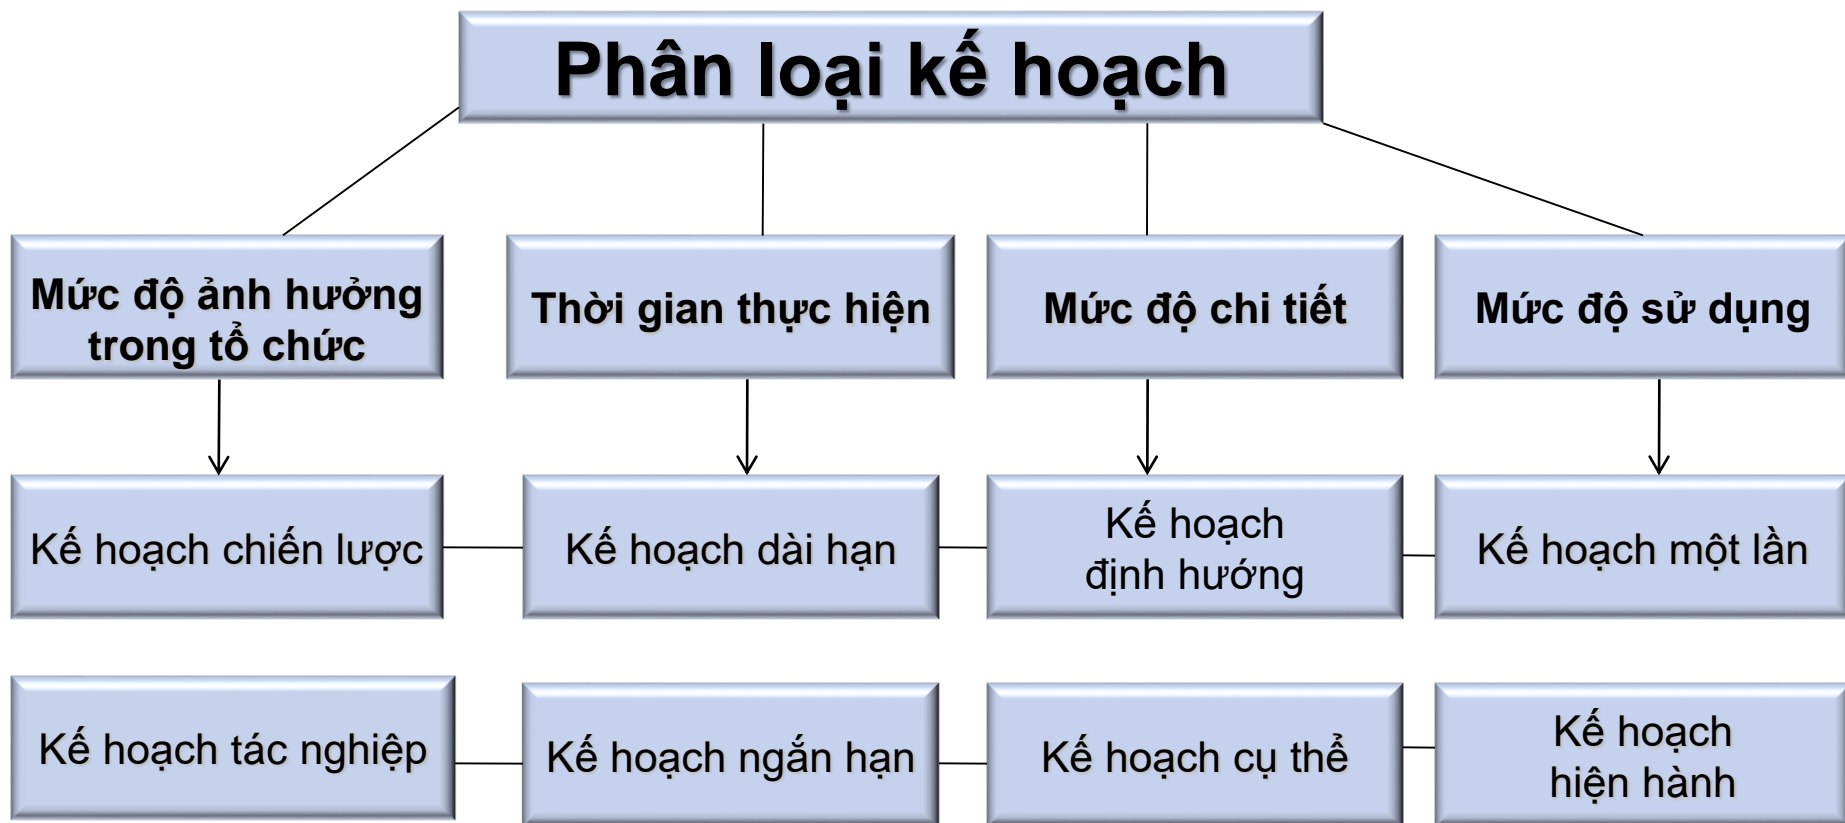 Phân loại kế hoạch
Mức độ ảnh hưởng
trong tổ chức
Thời gian thực hiện
Mức độ chi tiết
Mức độ sử dụng
Kế hoạch chiến lược
Kế hoạch dài hạn
Kế hoạch
định hướng
Kế hoạch một lần
Kế hoạch tác nghiệp
Kế hoạch ngắn hạn
Kế hoạch cụ thể
Kế hoạch
hiện hành